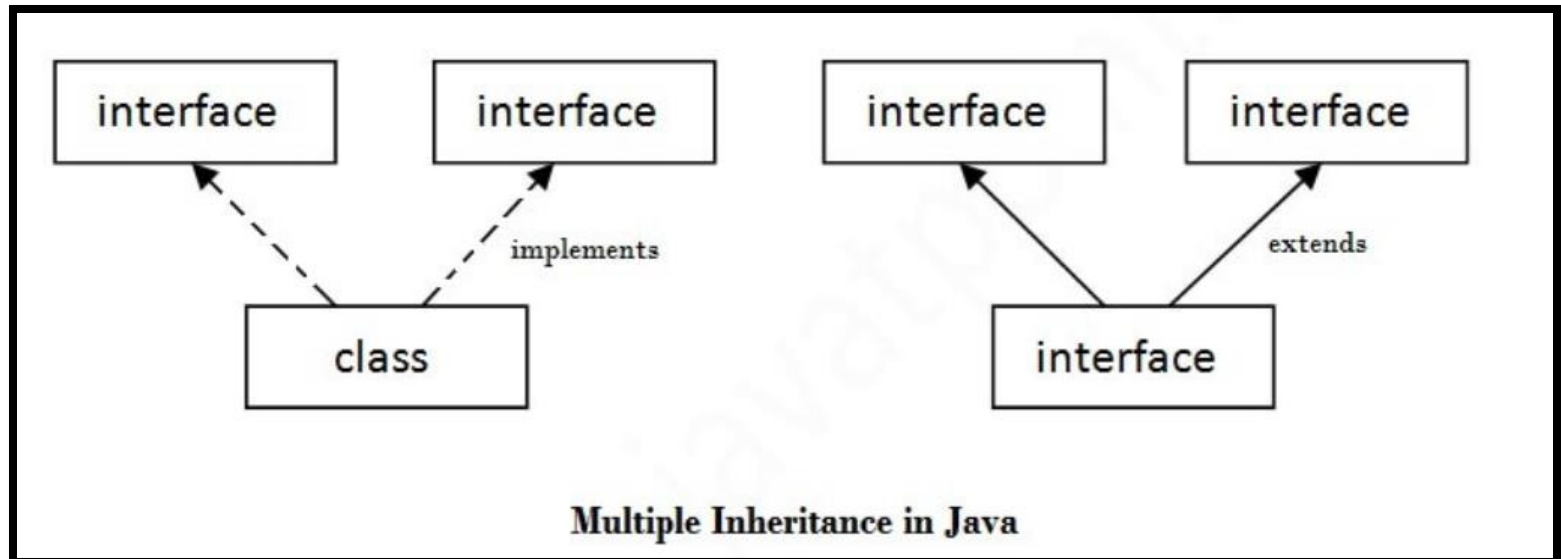 interface interface interface interface
implements extends
class interface
Multiple Inheritance in Java